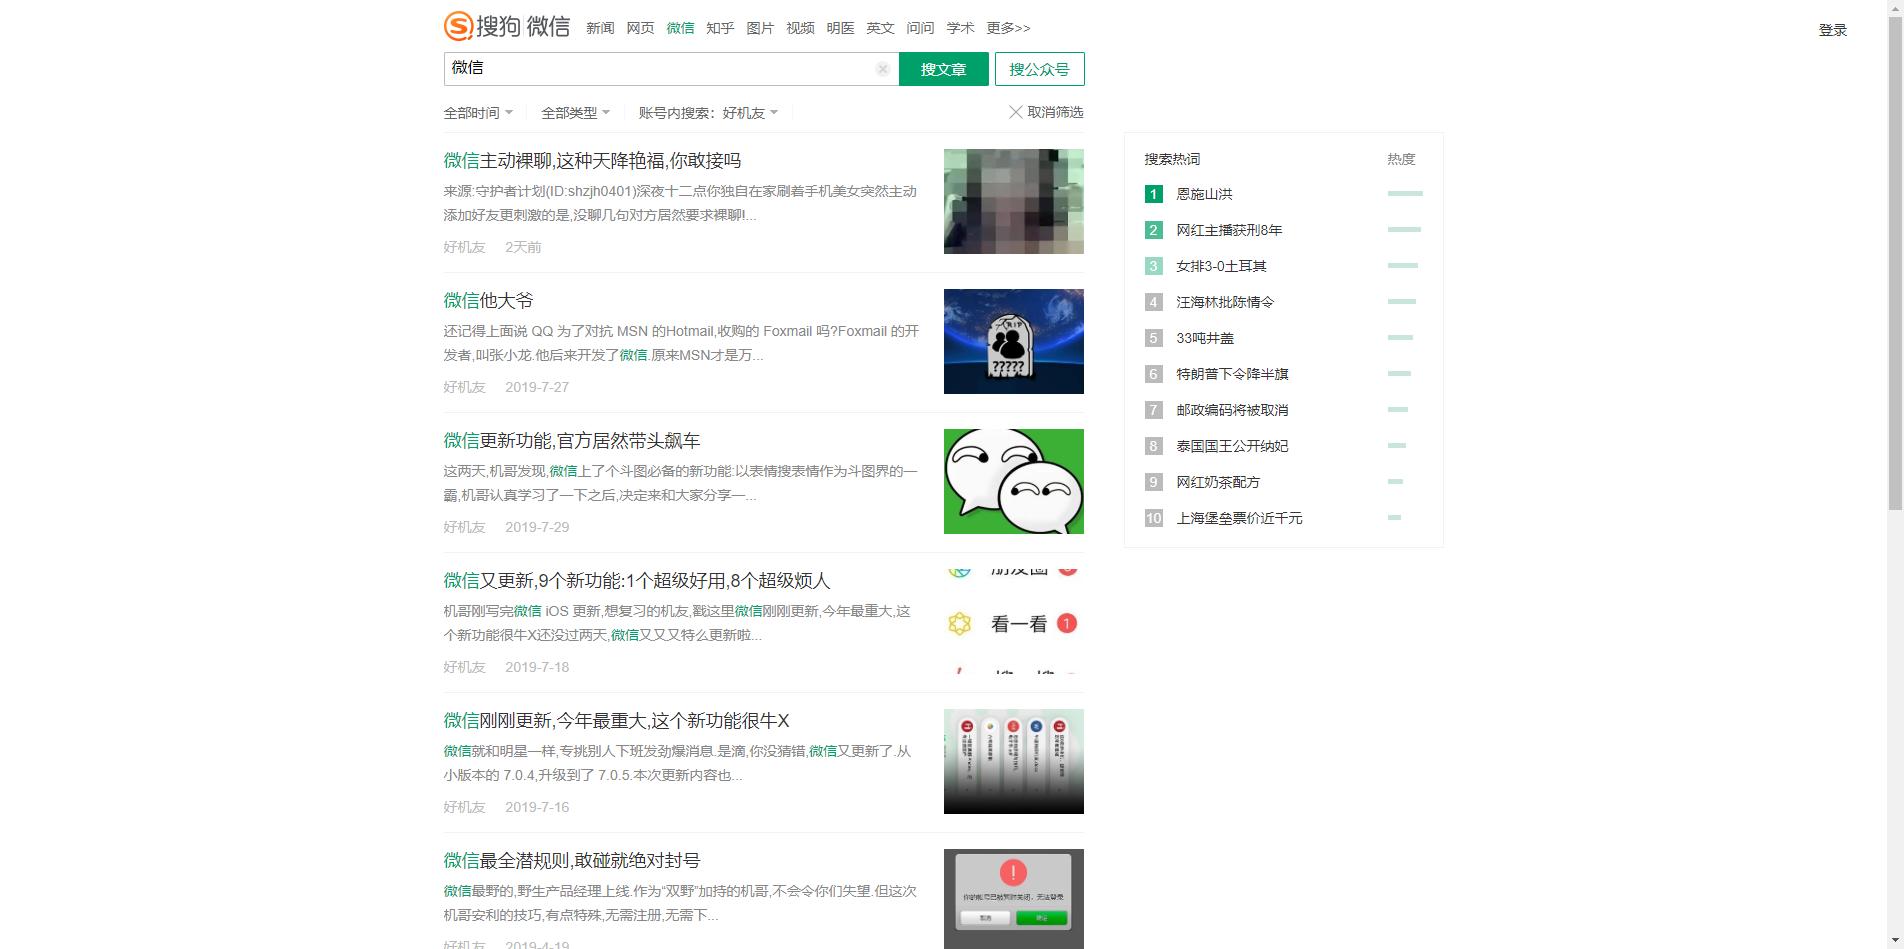 搜狗 微信 新闻 网页 微信 知乎 图片 视频 明医 英文 问问 学术 更多>> 登录
微信 搜文章 搜公众号
全部时间 全部类型 账号内搜索：好机友 取消筛选
微信主动裸聊,这种天降艳福,你敢接吗
来源:守护者计划(ID:shzjh0401)深夜十二点你独自在家刷着手机美女突然主动
添加好友更刺激的是,没聊几句对方居然要求裸聊!...
好机友 2天前
微信他大爷
还记得上面说 QQ 为了对抗 MSN 的Hotmail,收购的 Foxmail 吗?Foxmail 的开
发者,叫张小龙.他后来开发了微信.原来MSN才是万...
好机友 2019-7-27
RIP
?????
微信更新功能,官方居然带头飙车
这两天,机哥发现,微信上了个斗图必备的新功能:以表情搜表情作为斗图界的一
霸,机哥认真学习了一下之后,决定来和大家分享一...
好机友 2019-7-29
微信又更新,9个新功能:1个超级好用,8个超级烦人
机哥刚写完微信 iOS 更新,想复习的机友,戳这里微信刚刚更新,今年最重大,这
个新功能很牛X还没过两天,微信又又又特么更新啦...
好机友 2019-7-18
朋友圈
看一看 1
搜一搜
微信刚刚更新,今年最重大,这个新功能很牛X
微信就和明星一样,专挑别人下班发劲爆消息.是滴,你没猜错,微信又更新了.从
小版本的 7.0.4,升级到了 7.0.5.本次更新内容也...
好机友 2019-7-16
微信最全潜规则,敢碰就绝对封号
微信最野的,野生产品经理上线.作为“双野”加持的机哥,不会令你们失望.但这次
机哥安利的技巧,有点特殊,无需注册,无需下...
好机友 2019-4-19
你的帐号已被暂时关闭，无法登录
取消
搜索热词 热度
1 恩施山洪
2 网红主播获刑8年
3 女排3-0土耳其
4 汪海林批陈情令
5 33吨井盖
6 特朗普下令降半旗
7 邮政编码将被取消
8 泰国国王公开纳妃
9 网红奶茶配方
10 上海堡垒票价近千元